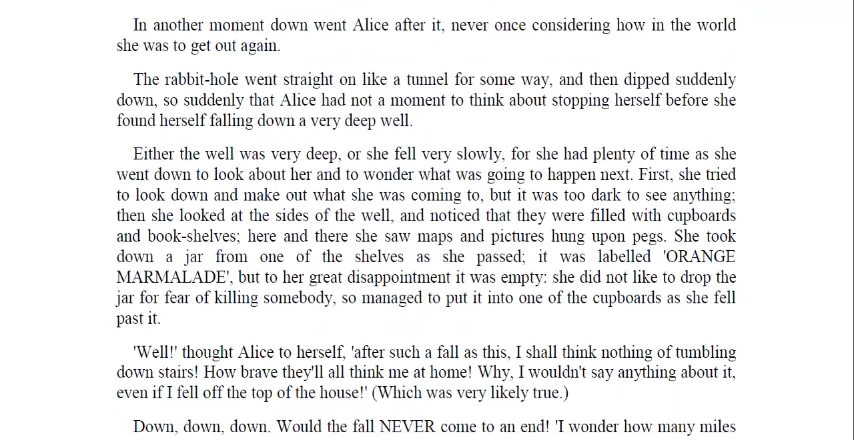 In another moment down went Alice after it, never once considering how in the world
she was to get out again.
The rabbit-hole went straight on like a tunnel for some way, and then dipped suddenly
down, so suddenly that Alice had not a moment to think about stopping herself before she
found herself falling down a very deep well.
Either the well was very deep, or she fell very slowly, for she had plenty of time as she
went down to look about her and to wonder what was going to happen next. First, she tried
to look down and make out what she was coming to, but it was too dark to see anything;
then she looked at the sides of the well, and noticed that they were filled with cupboards
and book-shelves; here and there she saw maps and pictures hung upon pegs. She took
down a jar from one of the shelves as she passed; it was labelled 'ORANGE
MARMALADE', but to her great disappointment it was empty: she did not like to drop the
jar for fear of killing somebody, so managed to put it into one of the cupboards as she fell
past it.
'Well!' thought Alice to herself, 'after such a fall as this, I shall think nothing of tumbling
down stairs! How brave they'll all think me at home! Why, I wouldn't say anything about it,
even if I fell off the top of the house!' (Which was very likely true.)
Down, down, down. Would the fall NEVER come to an end! 'I wonder how many miles